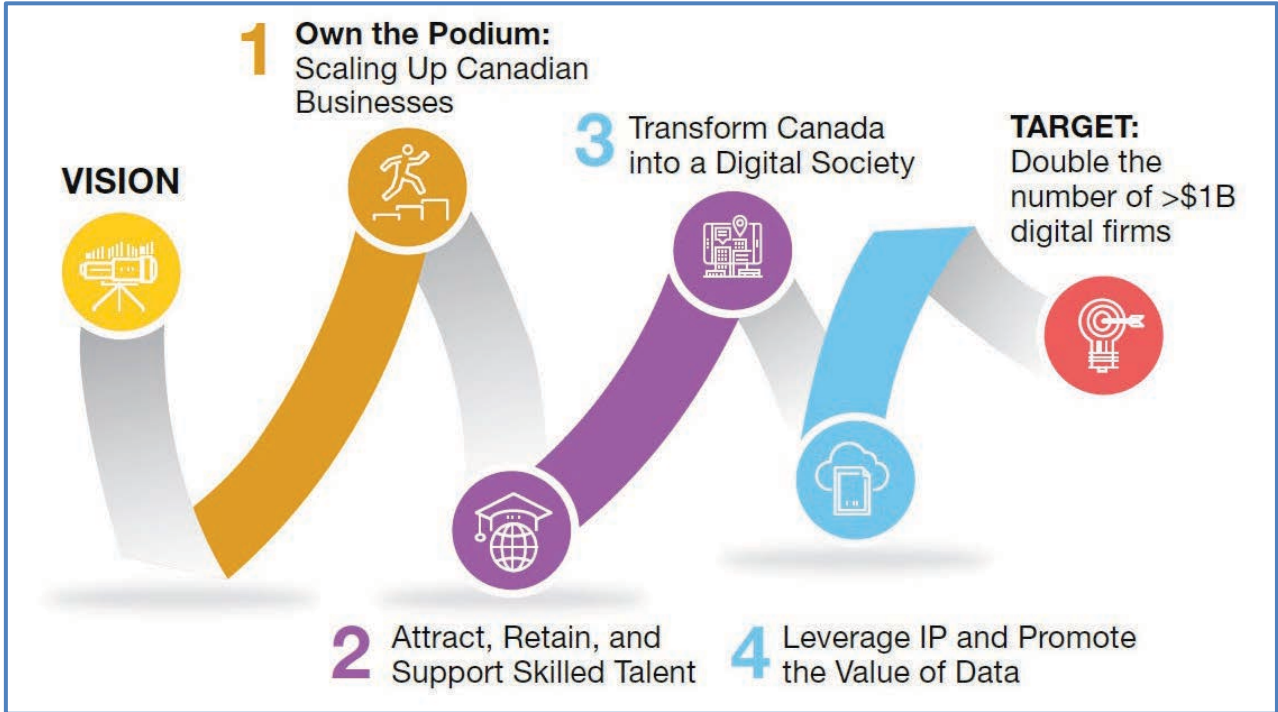 VISION
1 Own the Podium:
Scaling Up Canadian
Businesses
2 Attract, Retain, and
Support Skilled Talent
3 Transform Canada
into a Digital Society
4 Leverage IP and Promote
the Value of Data
TARGET:
Double the
number of >$1B
digital firms